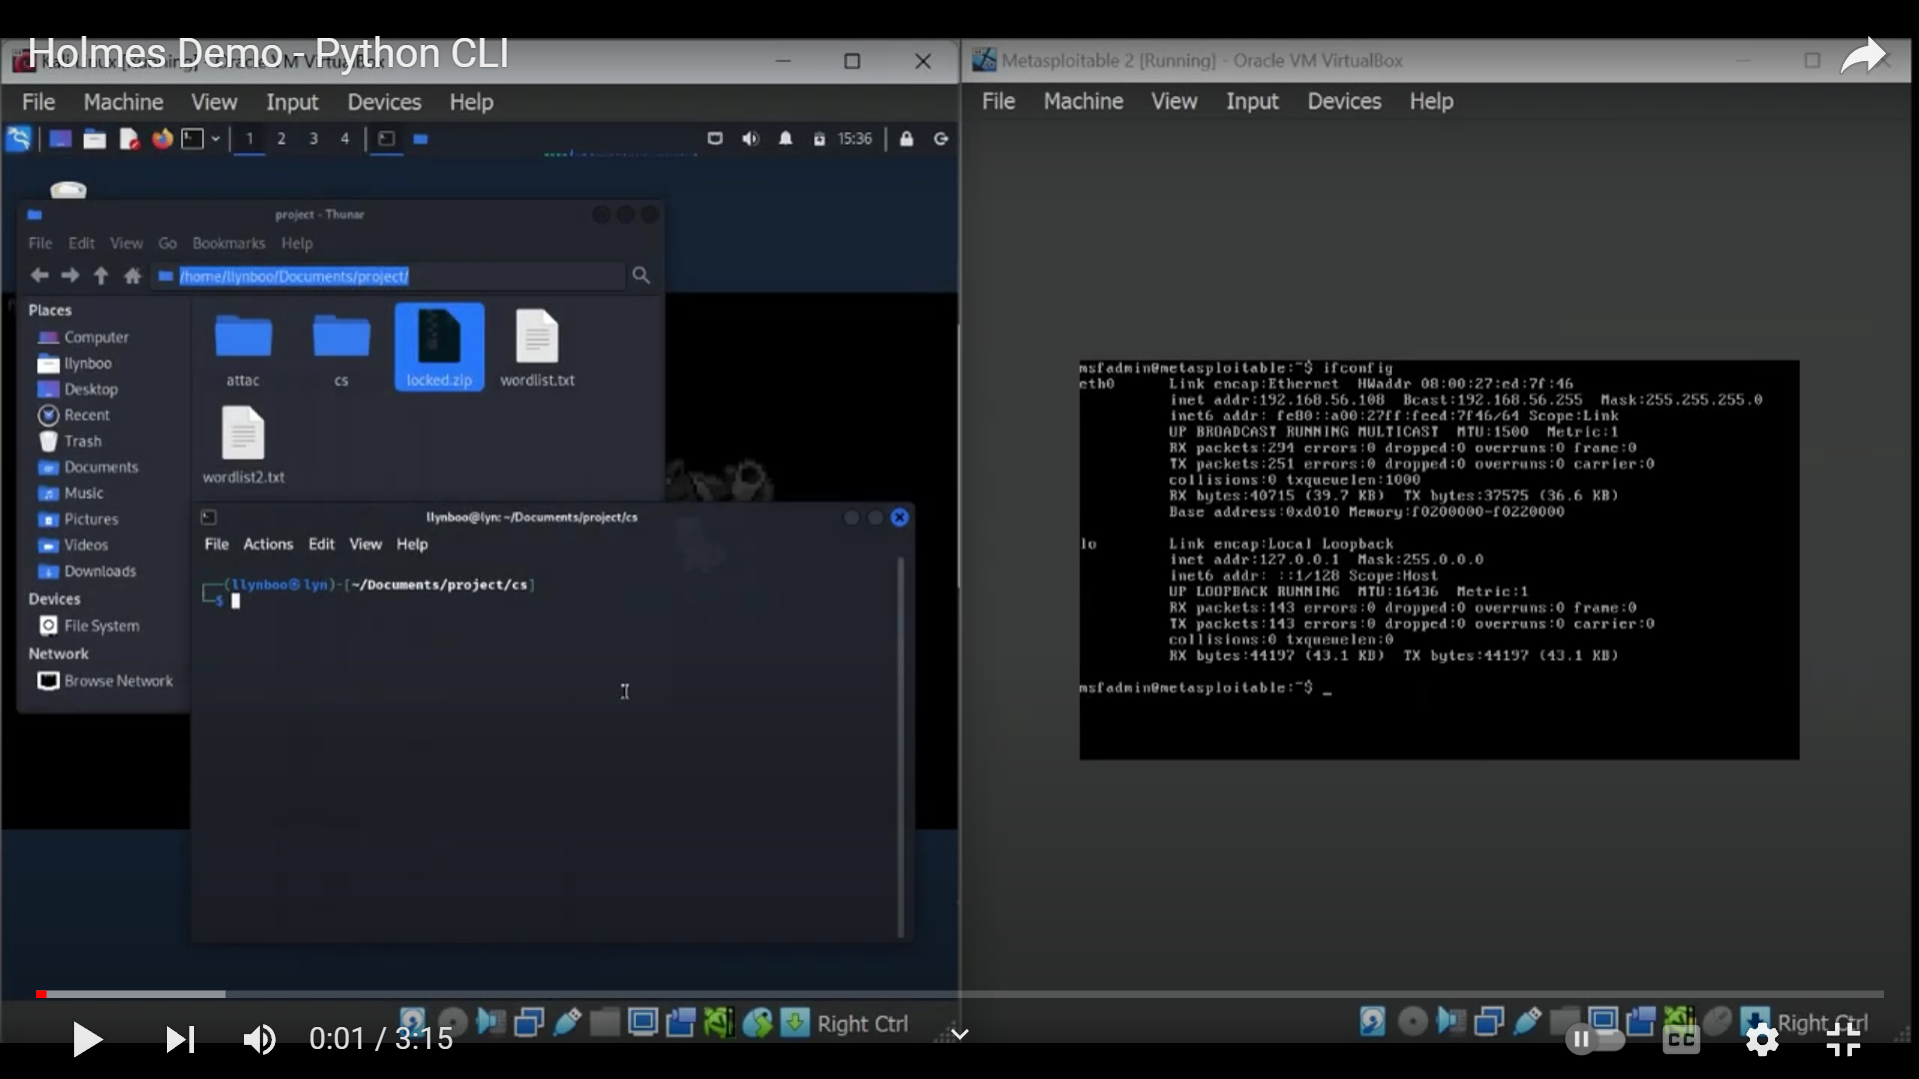 Holmes Demo - Python CLI
Metasploitable 2 [Running] - Oracle VM VirtualBox
File Machine View Input Devices Help
File Machine View Input Devices Help
1 2 3 4 15:36
project - Thunar
File Edit View Go Bookmarks Help
/home/llynboo/Documents/project/
Places
Computer
llynboo
Desktop
Recent
Trash
Documents
Music
Pictures
Videos
Downloads
Devices
File System
Network
Browse Network
attac
cs
locked.zip
wordlist.txt
wordlist2.txt
llynboo@lyn: ~/Documents/project/cs
File Actions Edit View Help
(llynboo㉿lyn)-[~/Documents/project/cs]
$
msfadmin@metasploitable:~$ ifconfig
eth0 Link encap:Ethernet HWaddr 08:00:27:ed:7f:46
inet addr:192.168.56.108 Bcast:192.168.56.255 Mask:255.255.255.0
inet6 addr: fe80::a00:27ff:feed:7f46/64 Scope:Link
UP BROADCAST RUNNING MULTICAST MTU:1500 Metric:1
RX packets:294 errors:0 dropped:0 overruns:0 frame:0
TX packets:251 errors:0 dropped:0 overruns:0 carrier:0
collisions:0 txqueuelen:1000
RX bytes:40715 (39.7 KB) TX bytes:37575 (36.6 KB)
Base address:0xd010 Memory:f0200000-f0220000
lo Link encap:Local Loopback
inet addr:127.0.0.1 Mask:255.0.0.0
inet6 addr: ::1/128 Scope:Host
UP LOOPBACK RUNNING MTU:16436 Metric:1
RX packets:143 errors:0 dropped:0 overruns:0 frame:0
TX packets:143 errors:0 dropped:0 overruns:0 carrier:0
collisions:0 txqueuelen:0
RX bytes:44197 (43.1 KB) TX bytes:44197 (43.1 KB)
msfadmin@metasploitable:~$ _
Right Ctrl
Right Ctrl
0:01 / 3:15
CC